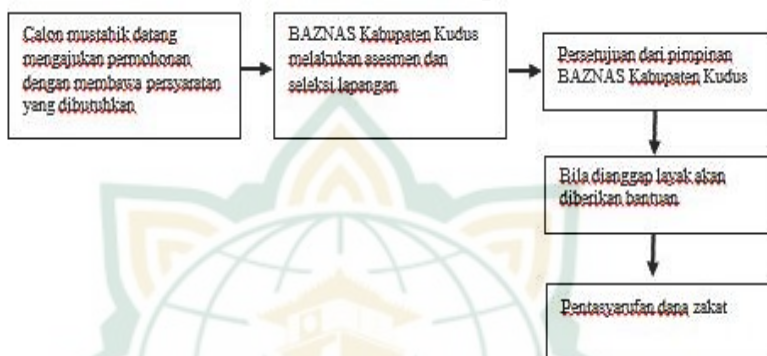 Calon mustahik datang
mengajukan permohonan
dengan membawa persyaratan
yang dibutuhkan
BAZNAS Kabupaten Kudus
melakukan asesmen dan
seleksi lapangan
Persetujuan dari pimpinan
BAZNAS Kabupaten Kudus
Bila dianggap layak akan
diberikan bantuan
Pentasyarufan dana zakat